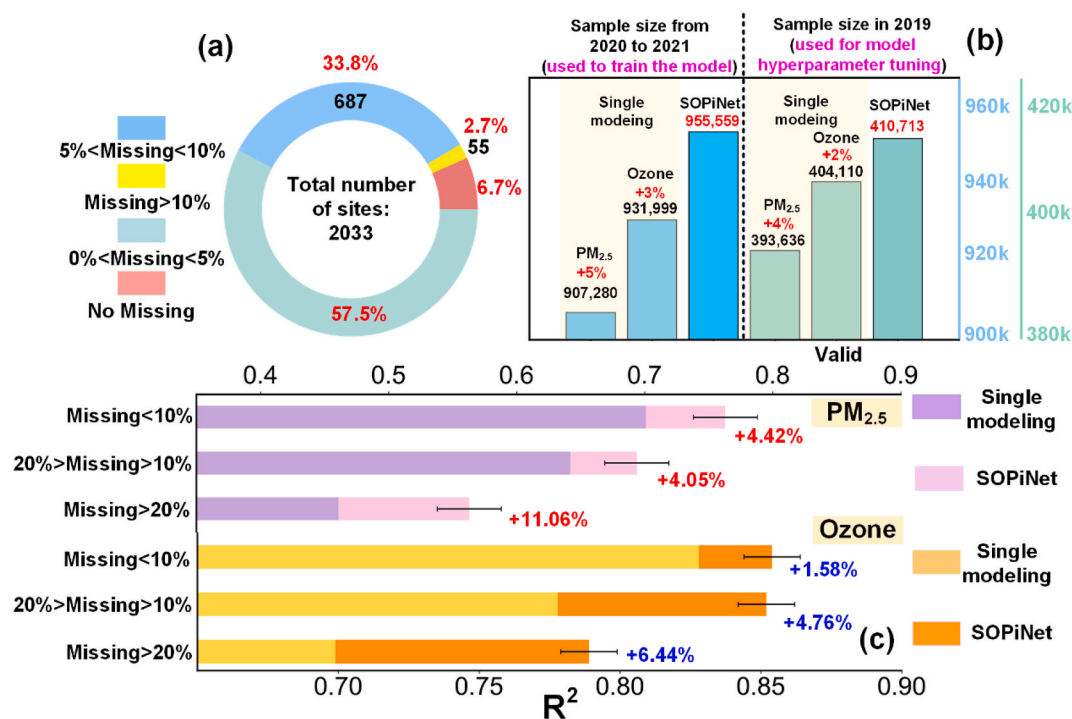 (a)
33.8%
687
2.7%
55
6.7%
57.5%
Total number
of sites:
2033
5%<Missing<10%
Missing>10%
0%<Missing<5%
No Missing
(b)
Sample size from
2020 to 2021
(used to train the model)
Sample size in 2019
(used for model
hyperparameter tuning)
Single
modeing
SOPiNet
955,559
Ozone
+3%
931,999
PM2.5
+5%
907,280
Single
modeing
SOPiNet
410,713
Ozone
+2%
404,110
PM2.5
+4%
393,636
960k
940k
920k
900k
420k
400k
380k
Valid
0.4 0.5 0.6 0.7 0.8 0.9
Missing<10%
20%>Missing>10%
Missing>20%
Missing<10%
20%>Missing>10%
Missing>20%
+4.42%
+4.05%
+11.06%
+1.58%
+4.76%
+6.44%
PM2.5
Ozone
(c)
Single
modeling
SOPiNet
Single
modeling
SOPiNet
0.70 0.75 0.80 0.85 0.90
R²